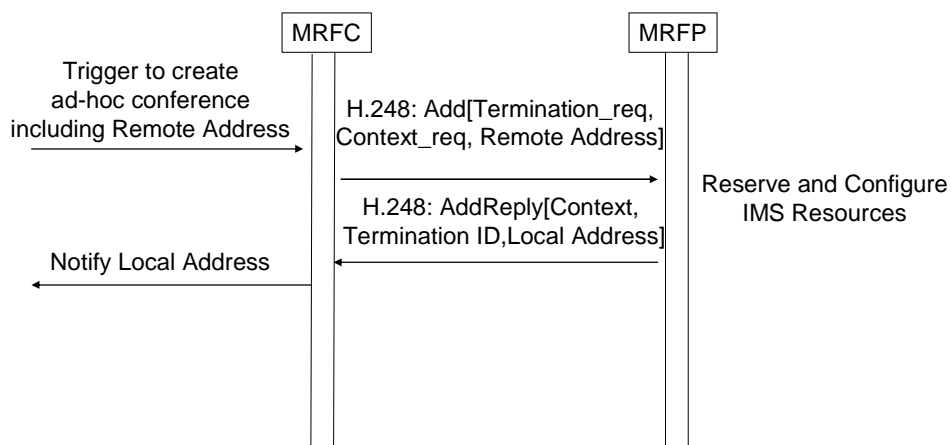 MRFC
MRFP
Trigger to create
ad-hoc conference
including Remote Address
H.248: Add[Termination_req,
Context_req, Remote Address]
Reserve and Configure
IMS Resources
H.248: AddReply[Context,
Termination ID,Local Address]
Notify Local Address